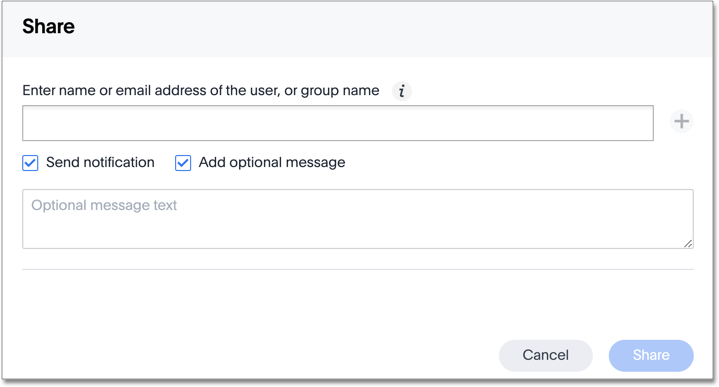 Share
Enter name or email address of the user, or group name i
Send notification Add optional message
Optional message text
Cancel Share